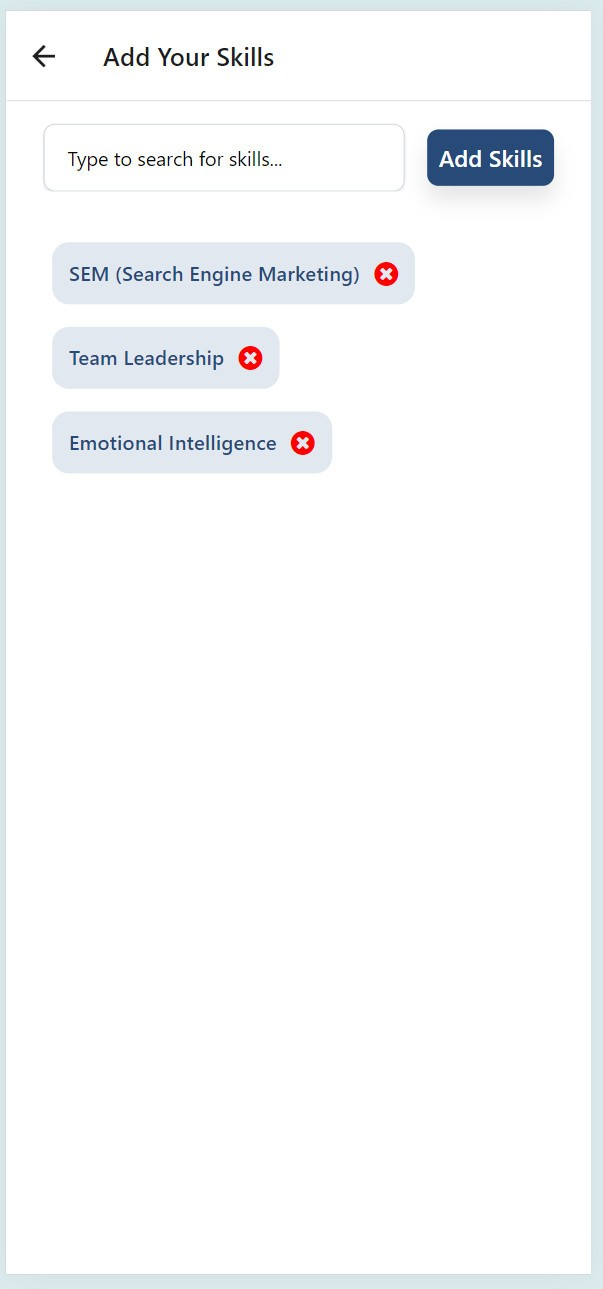 Add Your Skills
Type to search for skills...
Add Skills
SEM (Search Engine Marketing)
Team Leadership
Emotional Intelligence